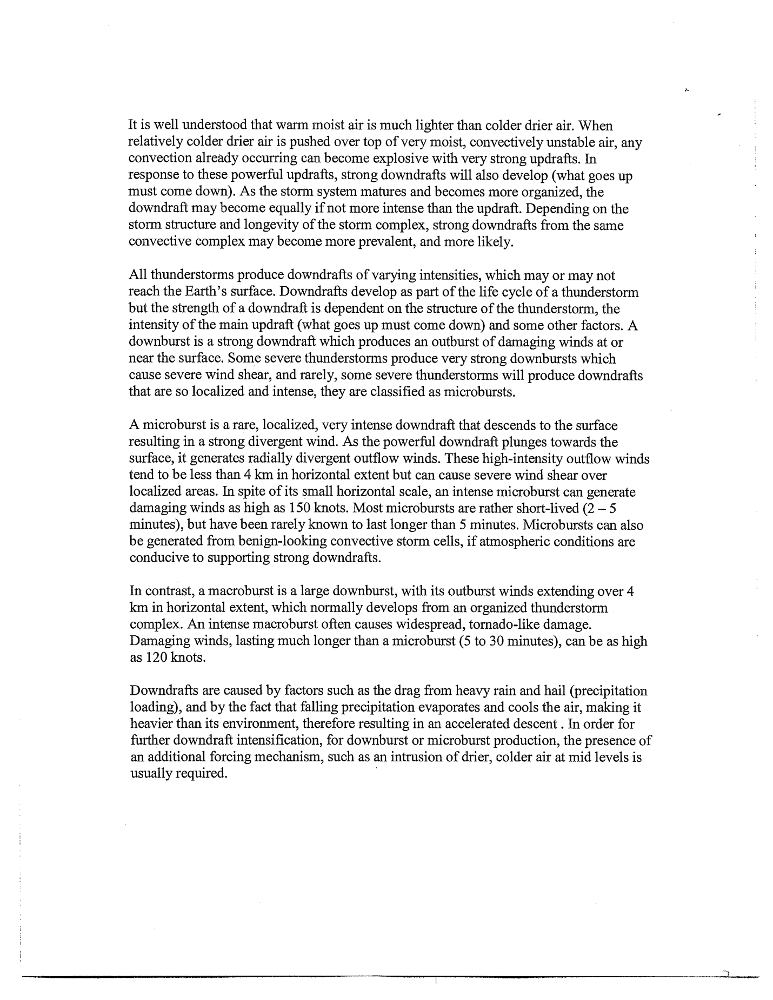 It is well understood that warm moist air is much lighter than colder drier air. When
relatively colder drier air is pushed over top of very moist, convectively unstable air, any
convection already occurring can become explosive with very strong updrafts. In
response to these powerful updrafts, strong downdrafts will also develop (what goes up
must come down). As the storm system matures and becomes more organized, the
downdraft may become equally if not more intense than the updraft. Depending on the
storm structure and longevity of the storm complex, strong downdrafts from the same
convective complex may become more prevalent, and more likely.

All thunderstorms produce downdrafts of varying intensities, which may or may not
reach the Earth's surface. Downdrafts develop as part of the life cycle of a thunderstorm
but the strength of a downdraft is dependent on the structure of the thunderstorm, the
intensity of the main updraft (what goes up must come down) and some other factors. A
downburst is a strong downdraft which produces an outburst of damaging winds at or
near the surface. Some severe thunderstorms produce very strong downbursts which
cause severe wind shear, and rarely, some severe thunderstorms will produce downdrafts
that are so localized and intense, they are classified as microbursts.

A microburst is a rare, localized, very intense downdraft that descends to the surface
resulting in a strong divergent wind. As the powerful downdraft plunges towards the
surface, it generates radially divergent outflow winds. These high-intensity outflow winds
tend to be less than 4 km in horizontal extent but can cause severe wind shear over
localized areas. In spite of its small horizontal scale, an intense microburst can generate
damaging winds as high as 150 knots. Most microbursts are rather short-lived (2 – 5
minutes), but have been rarely known to last longer than 5 minutes. Microbursts can also
be generated from benign-looking convective storm cells, if atmospheric conditions are
conducive to supporting strong downdrafts.

In contrast, a macroburst is a large downburst, with its outburst winds extending over 4
km in horizontal extent, which normally develops from an organized thunderstorm
complex. An intense macroburst often causes widespread, tornado-like damage.
Damaging winds, lasting much longer than a microburst (5 to 30 minutes), can be as high
as 120 knots.

Downdrafts are caused by factors such as the drag from heavy rain and hail (precipitation
loading), and by the fact that falling precipitation evaporates and cools the air, making it
heavier than its environment, therefore resulting in an accelerated descent . In order for
further downdraft intensification, for downburst or microburst production, the presence of
an additional forcing mechanism, such as an intrusion of drier, colder air at mid levels is
usually required.